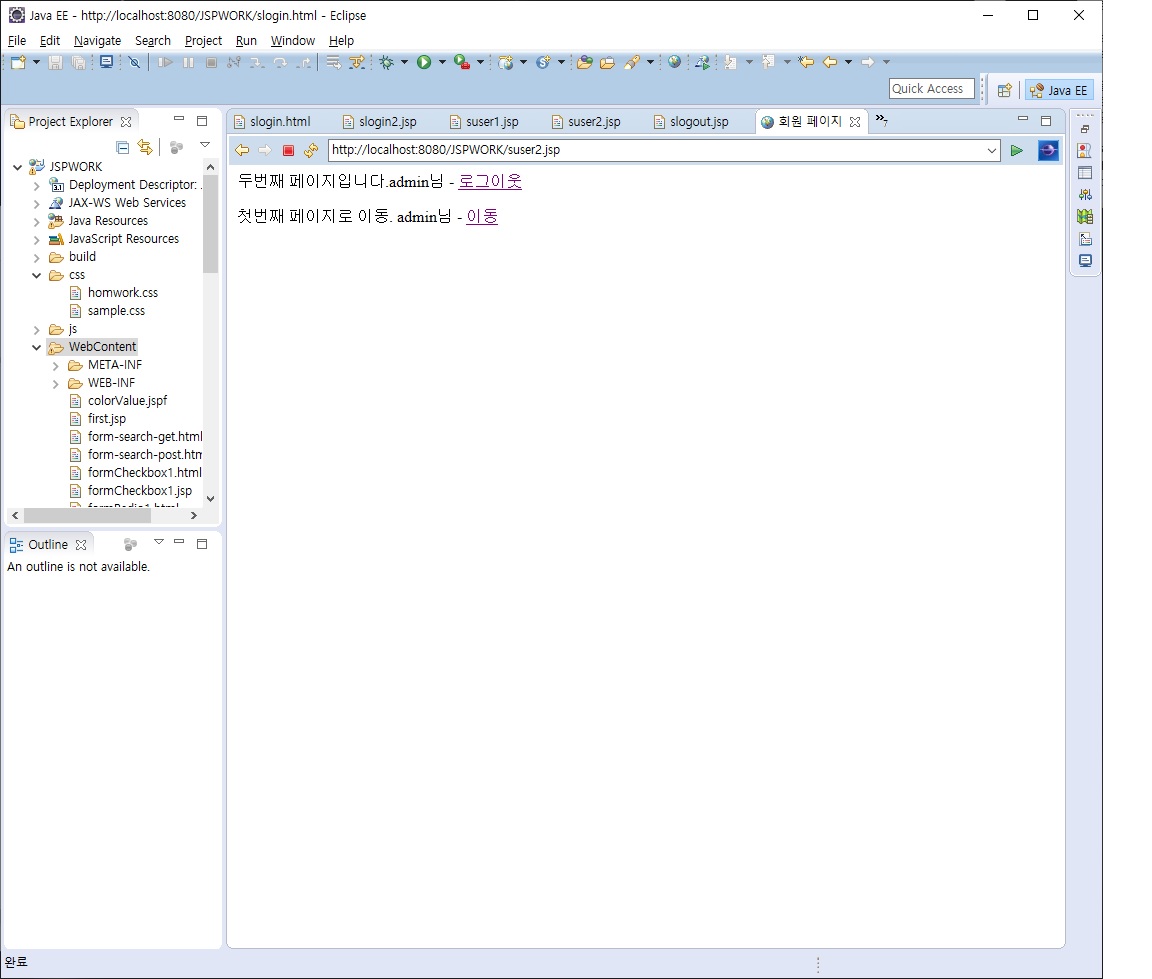 Java EE - http://localhost:8080/JSPWORK/slogin.html - Eclipse
File Edit Navigate Search Project Run Window Help
Quick Access
Java EE
Project Explorer
slogin.html slogin2.jsp suser1.jsp suser2.jsp slogout.jsp 회원 페이지 »7
http://localhost:8080/JSPWORK/suser2.jsp
두번째 페이지입니다.admin님 - 로그이웃
첫번째 페이지로 이동. admin님 - 이동
JSPWORK
Deployment Descriptor: .
JAX-WS Web Services
Java Resources
JavaScript Resources
build
css
homwork.css
sample.css
js
WebContent
META-INF
WEB-INF
colorValue.jspf
first.jsp
form-search-get.html
form-search-post.htm
formCheckbox1.html
formCheckbox1.jsp
formRadio1.html
Outline
An outline is not available.
완료